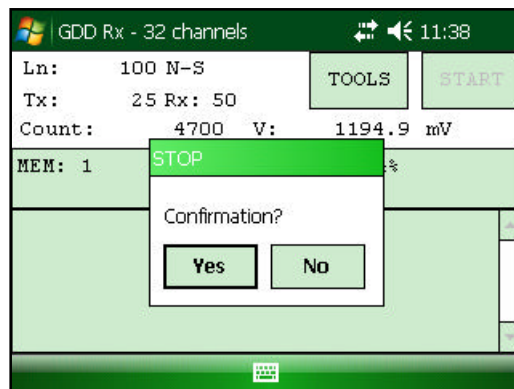 GDD Rx - 32 channels 11:38
Ln: 100 N-S
TOOLS START
Tx: 25 Rx: 50
Count: 4700 V: 1194.9 mV
MEM: 1 %
STOP
Confirmation?
Yes No